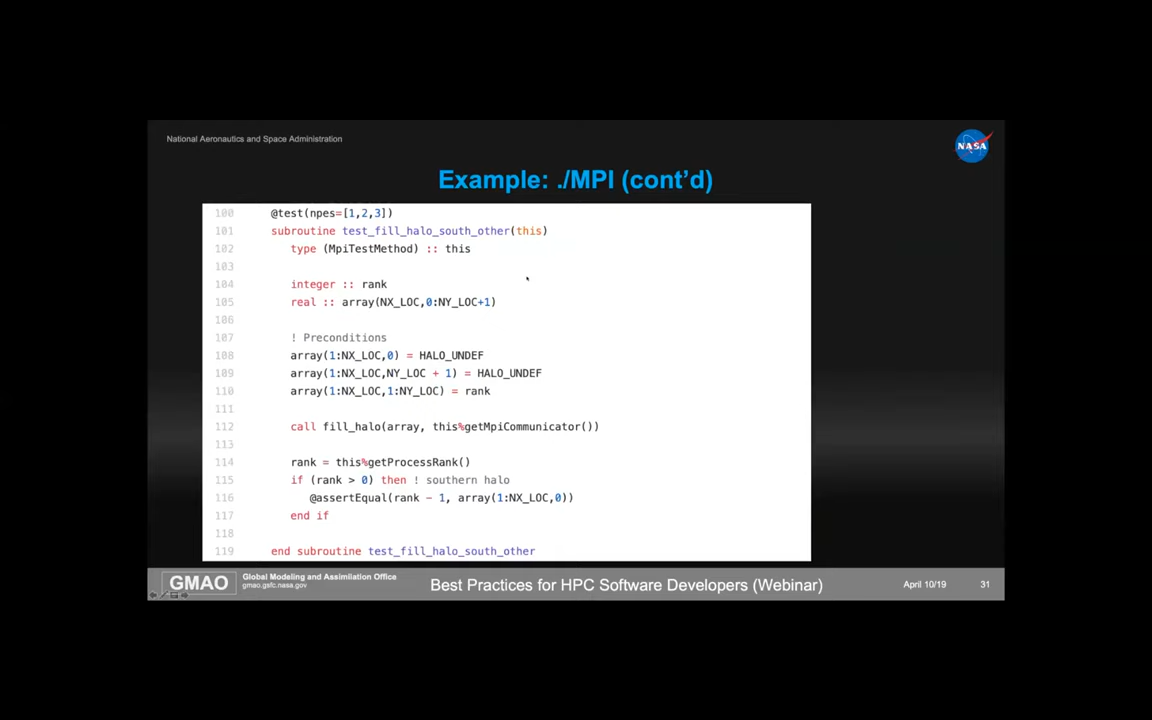 National Aeronautics and Space Administration
NASA
Example: ./MPI (cont’d)
100 @test(npes=[1,2,3])
101 subroutine test_fill_halo_south_other(this)
102 type (MpiTestMethod) :: this
103
104 integer :: rank
105 real :: array(NX_LOC,0:NY_LOC+1)
106
107 ! Preconditions
108 array(1:NX_LOC,0) = HALO_UNDEF
109 array(1:NX_LOC,NY_LOC + 1) = HALO_UNDEF
110 array(1:NX_LOC,1:NY_LOC) = rank
111
112 call fill_halo(array, this%getMpiCommunicator())
113
114 rank = this%getProcessRank()
115 if (rank > 0) then ! southern halo
116 @assertEqual(rank - 1, array(1:NX_LOC,0))
117 end if
118
119 end subroutine test_fill_halo_south_other
GMAO
Global Modeling and Assimilation Office
gmao.gsfc.nasa.gov
Best Practices for HPC Software Developers (Webinar)
April 10/19
31